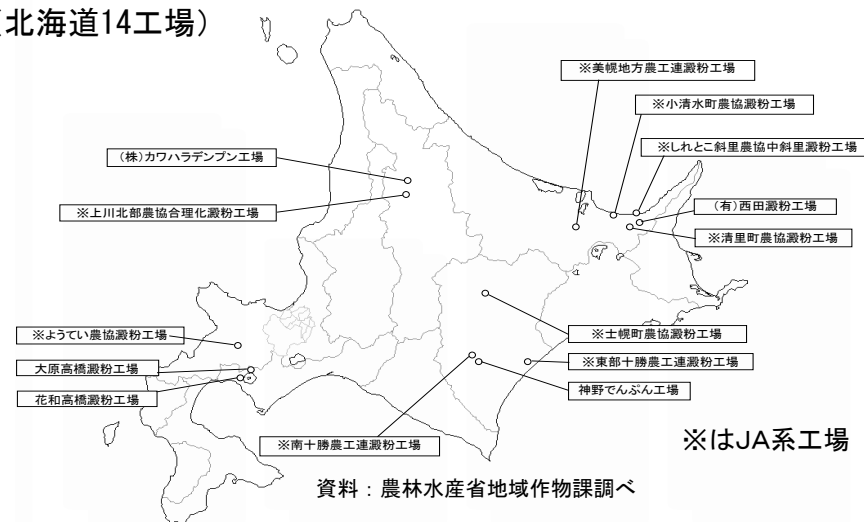 (北海道14工場)
※美幌地方農工連澱粉工場
※小清水町農協澱粉工場
※しれとこ斜里農協中斜里澱粉工場
(株)カワハラデンプン工場
※上川北部農協合理化澱粉工場
(有)西田澱粉工場
※清里町農協澱粉工場
※ようてい農協澱粉工場
大原高橋澱粉工場
花和高橋澱粉工場
※士幌町農協澱粉工場
※東部十勝農工連澱粉工場
神野でんぷん工場
※南十勝農工連澱粉工場
※はJA系工場
資料：農林水産省地域作物課調べ